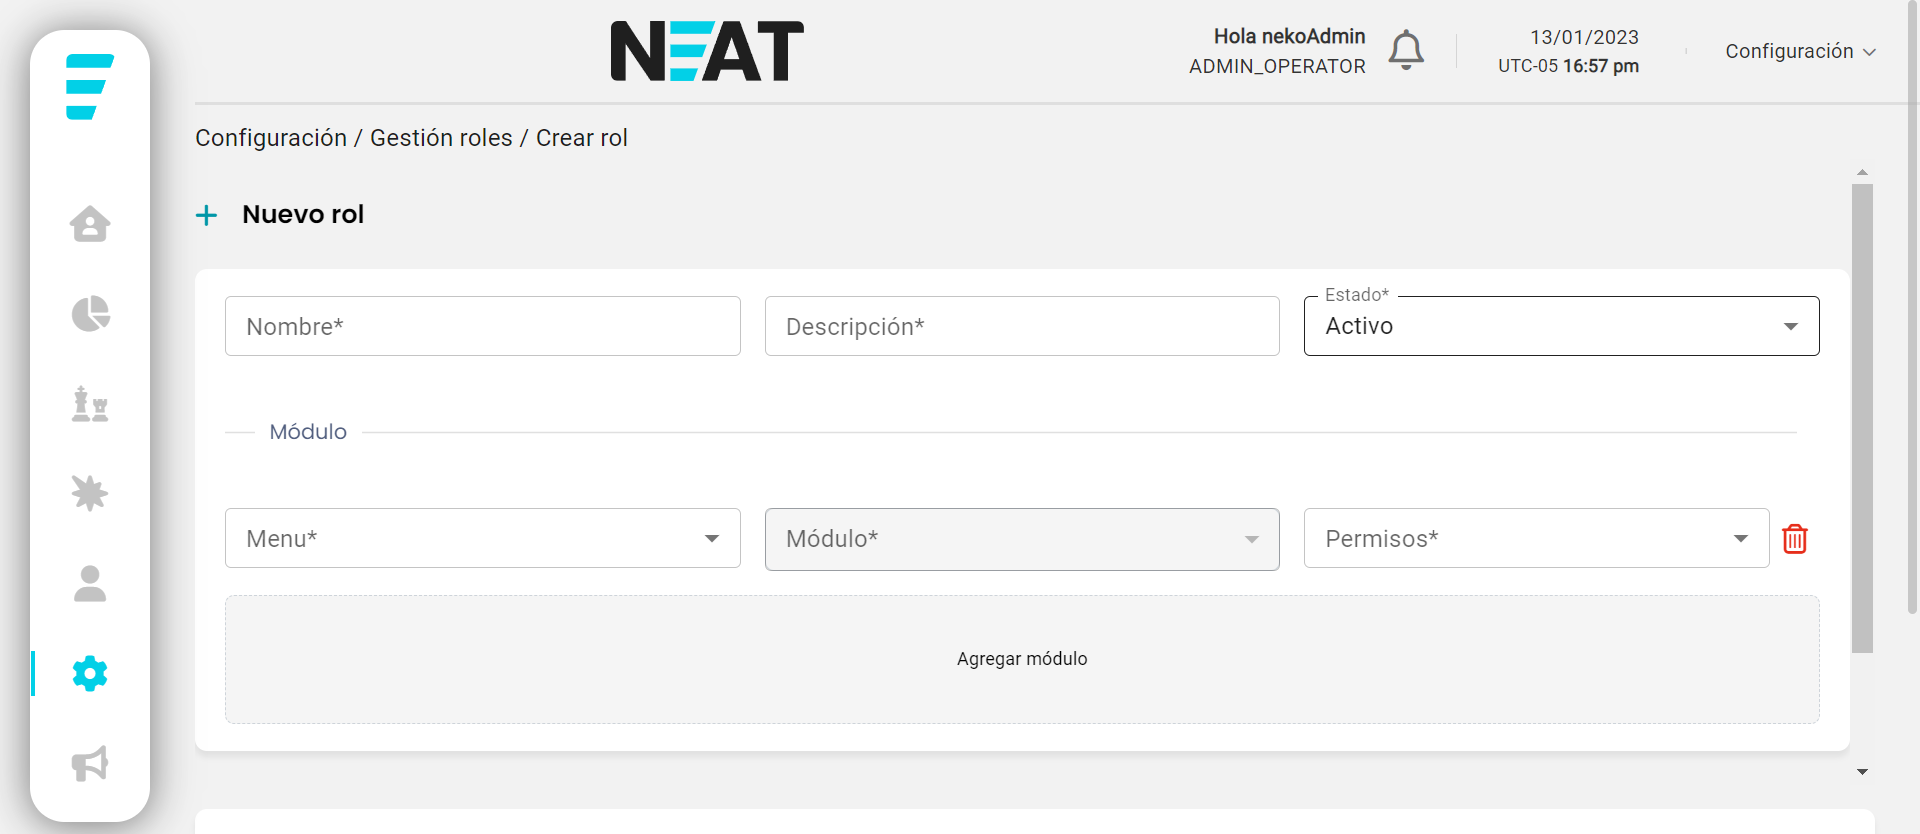 NEAT
Hola nekoAdmin
ADMIN_OPERATOR
13/01/2023
UTC-05 16:57 pm
Configuración
Configuración / Gestión roles / Crear rol
+ Nuevo rol
Nombre*
Descripción*
Estado*
Activo
Módulo
Menu*
Módulo*
Permisos*
Agregar módulo